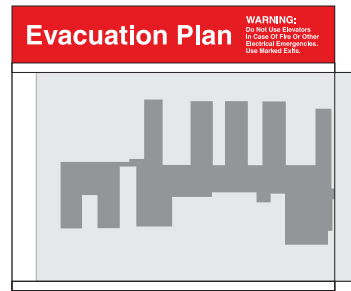 Evacuation Plan
WARNING:
Do Not Use Elevators
In Case Of Fire Or Other
Electrical Emergencies.
Use Marked Exits.